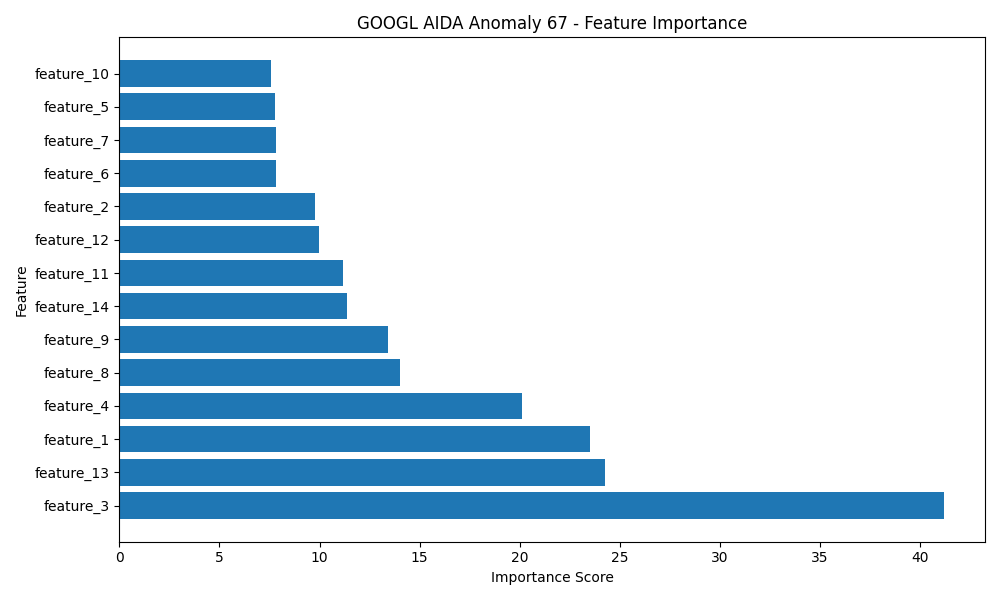 GOOGL AIDA Anomaly 67 - Feature Importance
feature_10
feature_5
feature_7
feature_6
feature_2
feature_12
feature_11
feature_14
feature_9
feature_8
feature_4
feature_1
feature_13
feature_3
Feature
0 5 10 15 20 25 30 35 40
Importance Score